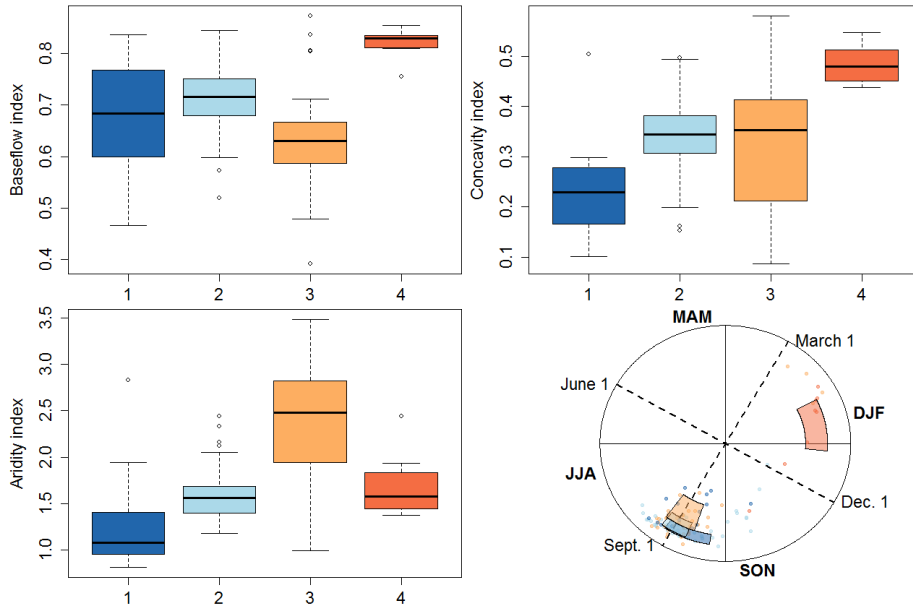 Baseflow index
0.4 0.5 0.6 0.7 0.8
1 2 3 4
Concavity index
0.1 0.2 0.3 0.4 0.5
1 2 3 4
Aridity index
1.0 1.5 2.0 2.5 3.0 3.5
1 2 3 4
MAM
March 1
June 1
DJF
JJA
Dec. 1
Sept. 1
SON